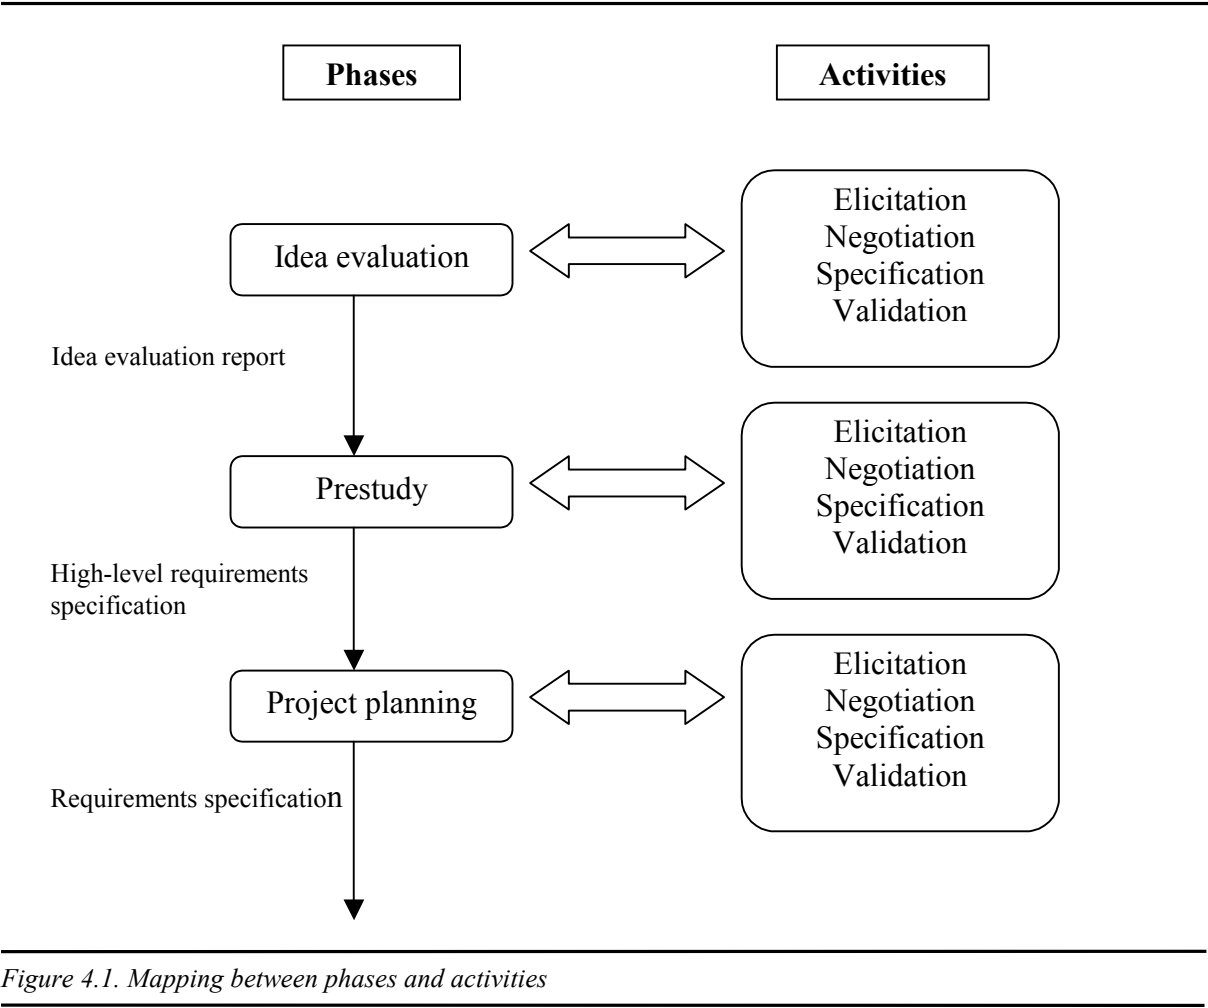 Phases
Activities
Elicitation
Negotiation
Specification
Validation
Idea evaluation
Idea evaluation report
Elicitation
Negotiation
Specification
Validation
Prestudy
High-level requirements
specification
Elicitation
Negotiation
Specification
Validation
Project planning
Requirements specification
Figure 4.1. Mapping between phases and activities